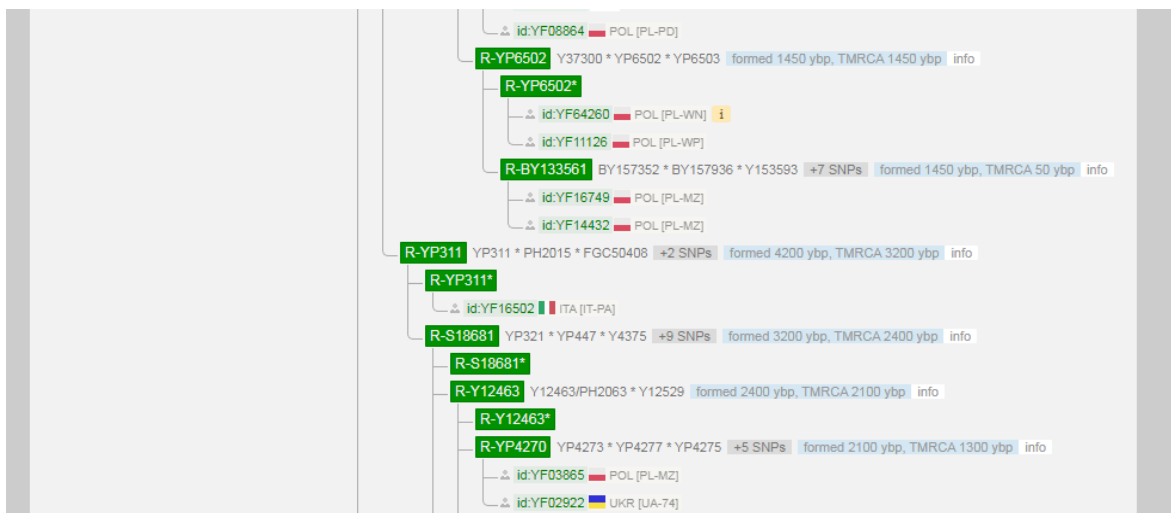 id:YF08864 POL [PL-PD]
R-YP6502 Y37300 * YP6502 * YP6503 formed 1450 ybp, TMRCA 1450 ybp info
R-YP6502*
id:YF64260 POL [PL-WN] i
id:YF11126 POL [PL-WP]
R-BY133561 BY157352 * BY157936 * Y153593 +7 SNPs formed 1450 ybp, TMRCA 50 ybp info
id:YF16749 POL [PL-MZ]
id:YF14432 POL [PL-MZ]
R-YP311 YP311 * PH2015 * FGC50408 +2 SNPs formed 4200 ybp, TMRCA 3200 ybp info
R-YP311*
id:YF16502 ITA [IT-PA]
R-S18681 YP321 * YP447 * Y4375 +9 SNPs formed 3200 ybp, TMRCA 2400 ybp info
R-S18681*
R-Y12463 Y12463/PH2063 * Y12529 formed 2400 ybp, TMRCA 2100 ybp info
R-Y12463*
R-YP4270 YP4273 * YP4277 * YP4275 +5 SNPs formed 2100 ybp, TMRCA 1300 ybp info
id:YF03865 POL [PL-MZ]
id:YF02922 UKR [UA-74]